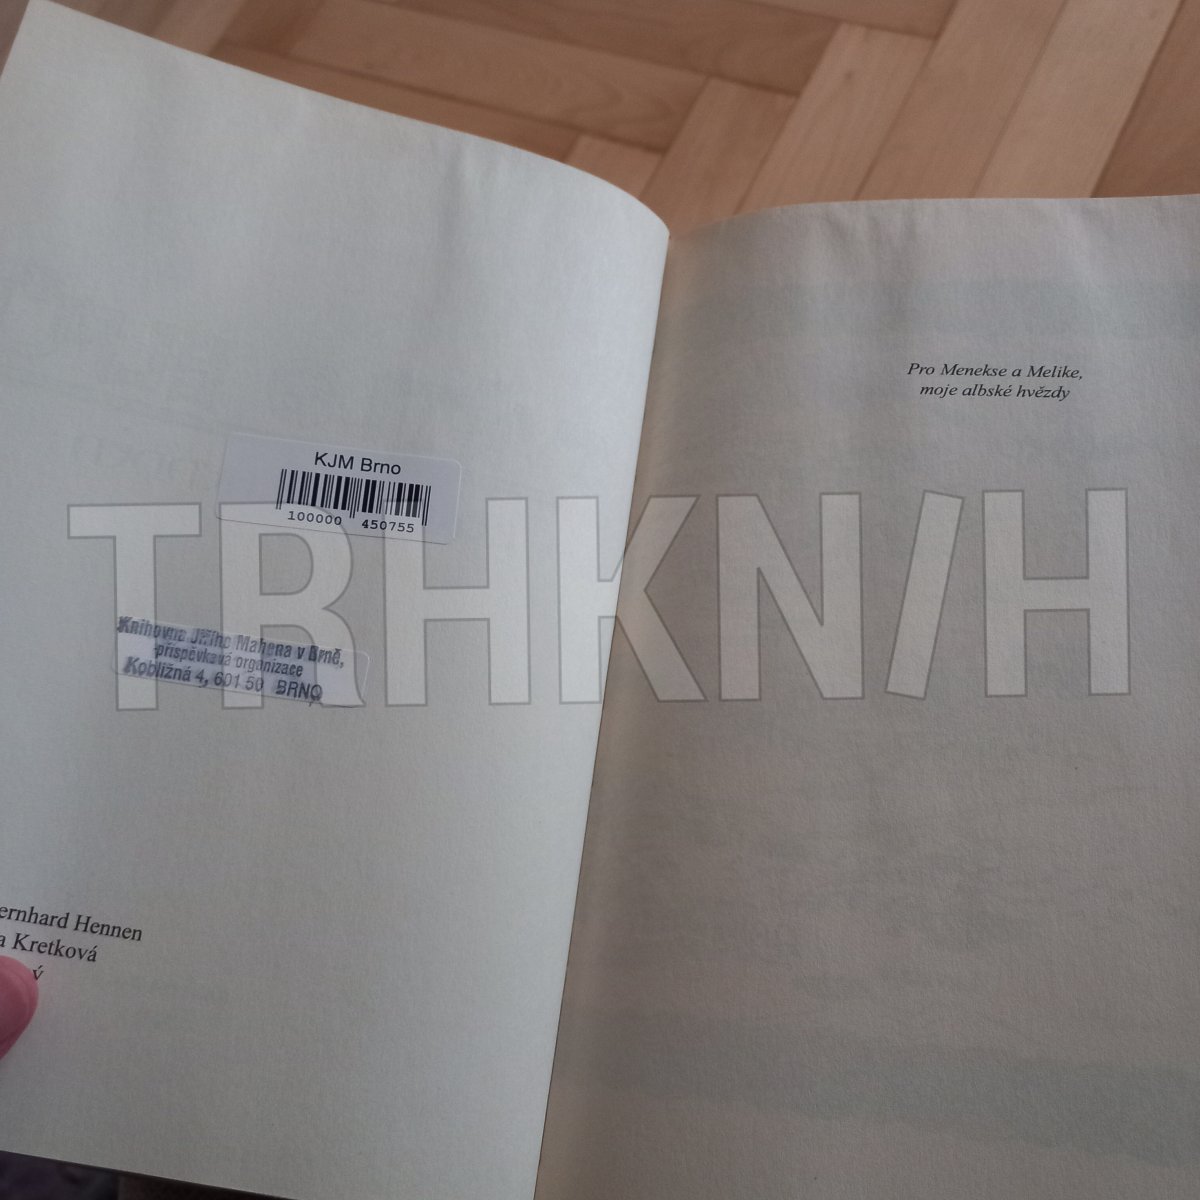 KJM Brno
100000 450755
Knihovna Jiřího Mahena v Brně,
příspěvková organizace
Kobližná 4, 601 50 BRNO
ernhard Hennen
a Kretková
ý
Pro Menekse a Melike,
moje albské hvězdy
TRHKN/H